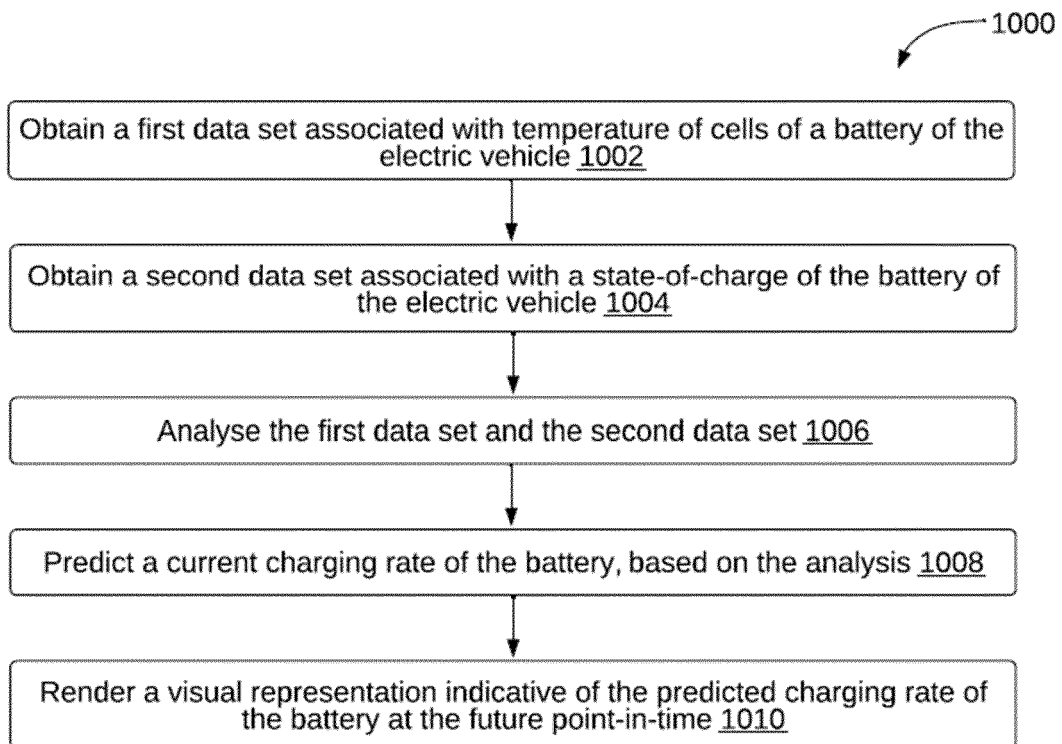 1000
Obtain a first data set associated with temperature of cells of a battery of the
electric vehicle 1002
Obtain a second data set associated with a state-of-charge of the battery of
the electric vehicle 1004
Analyse the first data set and the second data set 1006
Predict a current charging rate of the battery, based on the analysis 1008
Render a visual representation indicative of the predicted charging rate of
the battery at the future point-in-time 1010